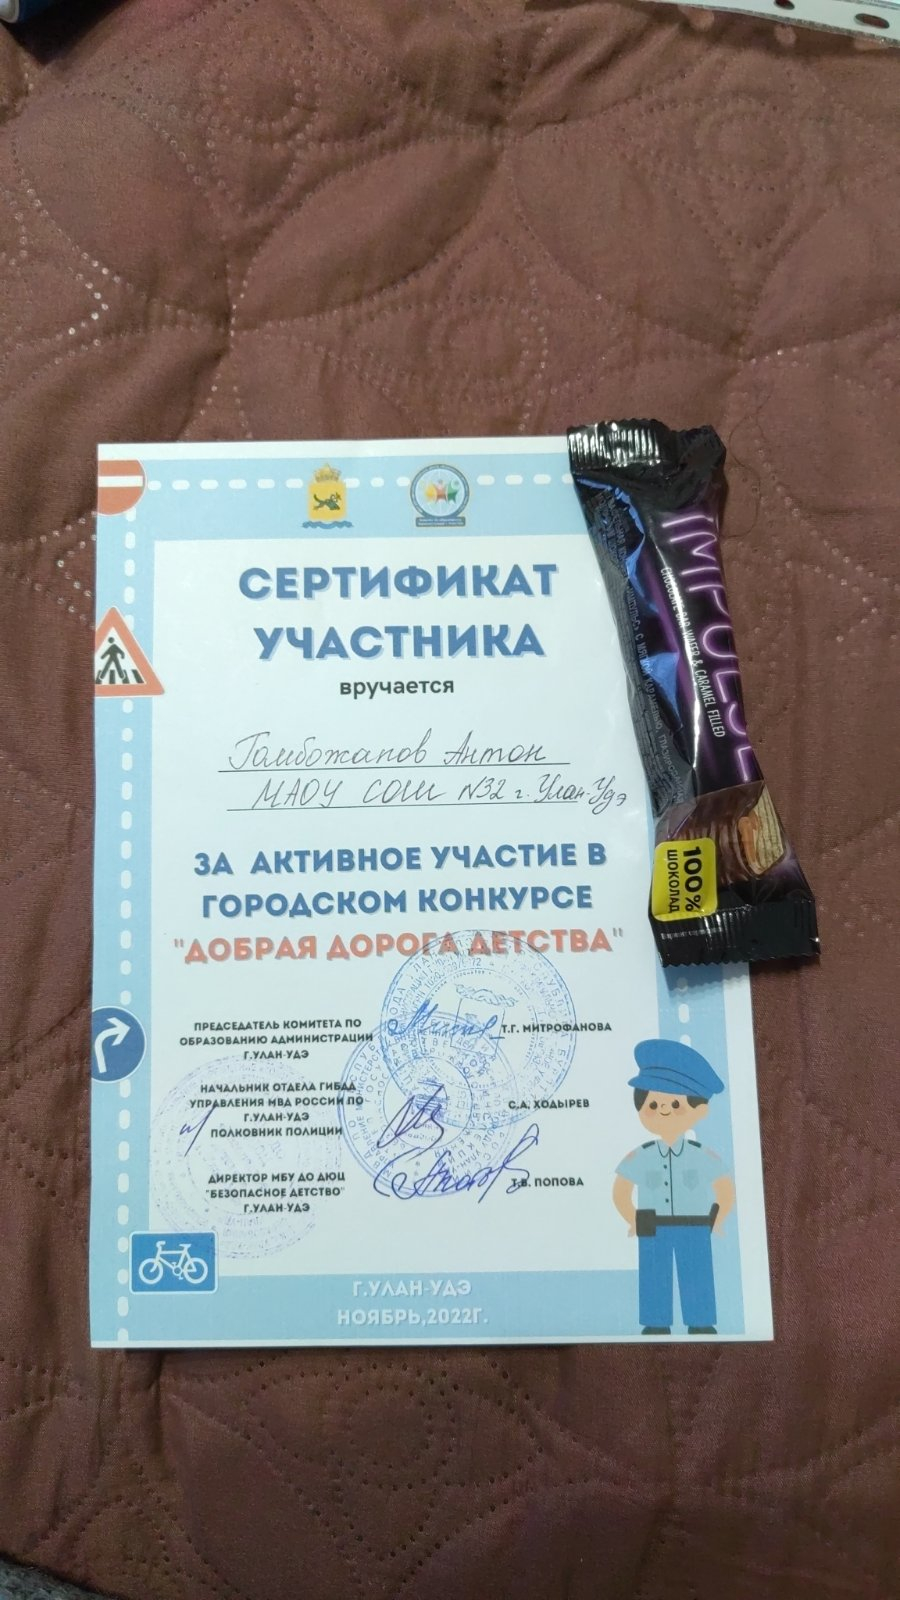 СЕРТИФИКАТ
УЧАСТНИКА
вручается
Гомбожапов Антон
МАОУ СОШ №32 г. Улан-Удэ
ЗА АКТИВНОЕ УЧАСТИЕ В
ГОРОДСКОМ КОНКУРСЕ
"ДОБРАЯ ДОРОГА ДЕТСТВА"
ПРЕДСЕДАТЕЛЬ КОМИТЕТА ПО
ОБРАЗОВАНИЮ АДМИНИСТРАЦИИ
Г.УЛАН-УДЭ
Т.Г. МИТРОФАНОВА
НАЧАЛЬНИК ОТДЕЛА ГИБДД
УПРАВЛЕНИЯ МВД РОССИИ ПО
Г.УЛАН-УДЭ
ПОЛКОВНИК ПОЛИЦИИ
С.А. ХОДЫРЕВ
ДИРЕКТОР МБУ ДО ДЮЦ
"БЕЗОПАСНОЕ ДЕТСТВО"
Г.УЛАН-УДЭ
Т.В. ПОПОВА
Г.УЛАН-УДЭ
НОЯБРЬ,2022Г.
IMPULSE
CHOCOLATE BAR WAFER & CARAMEL FILLED
100%
ШОКОЛАД